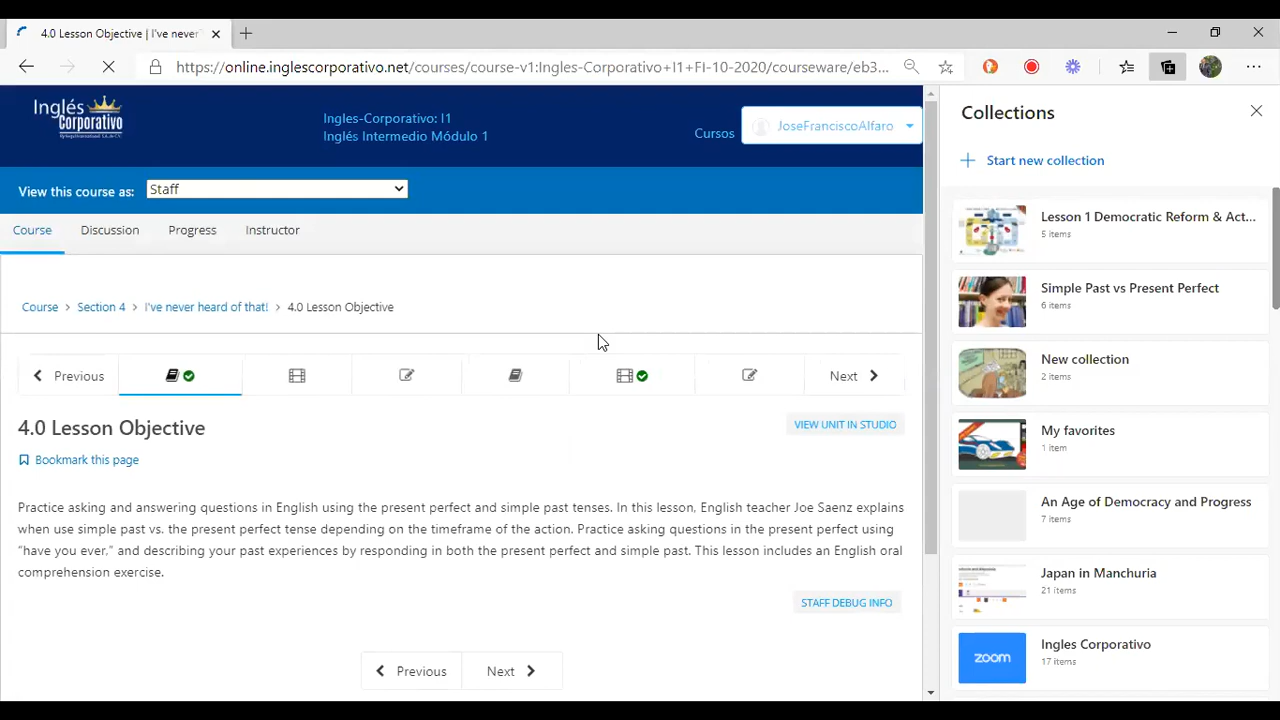 4.0 Lesson Objective | I've never
https://online.inglescorporativo.net/courses/course-v1:Ingles-Corporativo+I1+FI-10-2020/courseware/eb3...
Inglés
Corporativo
Ingles-Corporativo: I1
Inglés Intermedio Módulo 1
Cursos
JoseFranciscoAlfaro
View this course as:
Staff
Course
Discussion
Progress
Instructor
Course > Section 4 > I've never heard of that! > 4.0 Lesson Objective
Previous
Next
4.0 Lesson Objective
VIEW UNIT IN STUDIO
Bookmark this page
Practice asking and answering questions in English using the present perfect and simple past tenses. In this lesson, English teacher Joe Saenz explains
when use simple past vs. the present perfect tense depending on the timeframe of the action. Practice asking questions in the present perfect using
“have you ever,” and describing your past experiences by responding in both the present perfect and simple past. This lesson includes an English oral
comprehension exercise.
STAFF DEBUG INFO
Previous
Next
Collections
Start new collection
Lesson 1 Democratic Reform & Act...
5 items
Simple Past vs Present Perfect
6 items
New collection
2 items
My favorites
1 item
An Age of Democracy and Progress
7 items
Japan in Manchuria
21 items
zoom
Ingles Corporativo
17 items